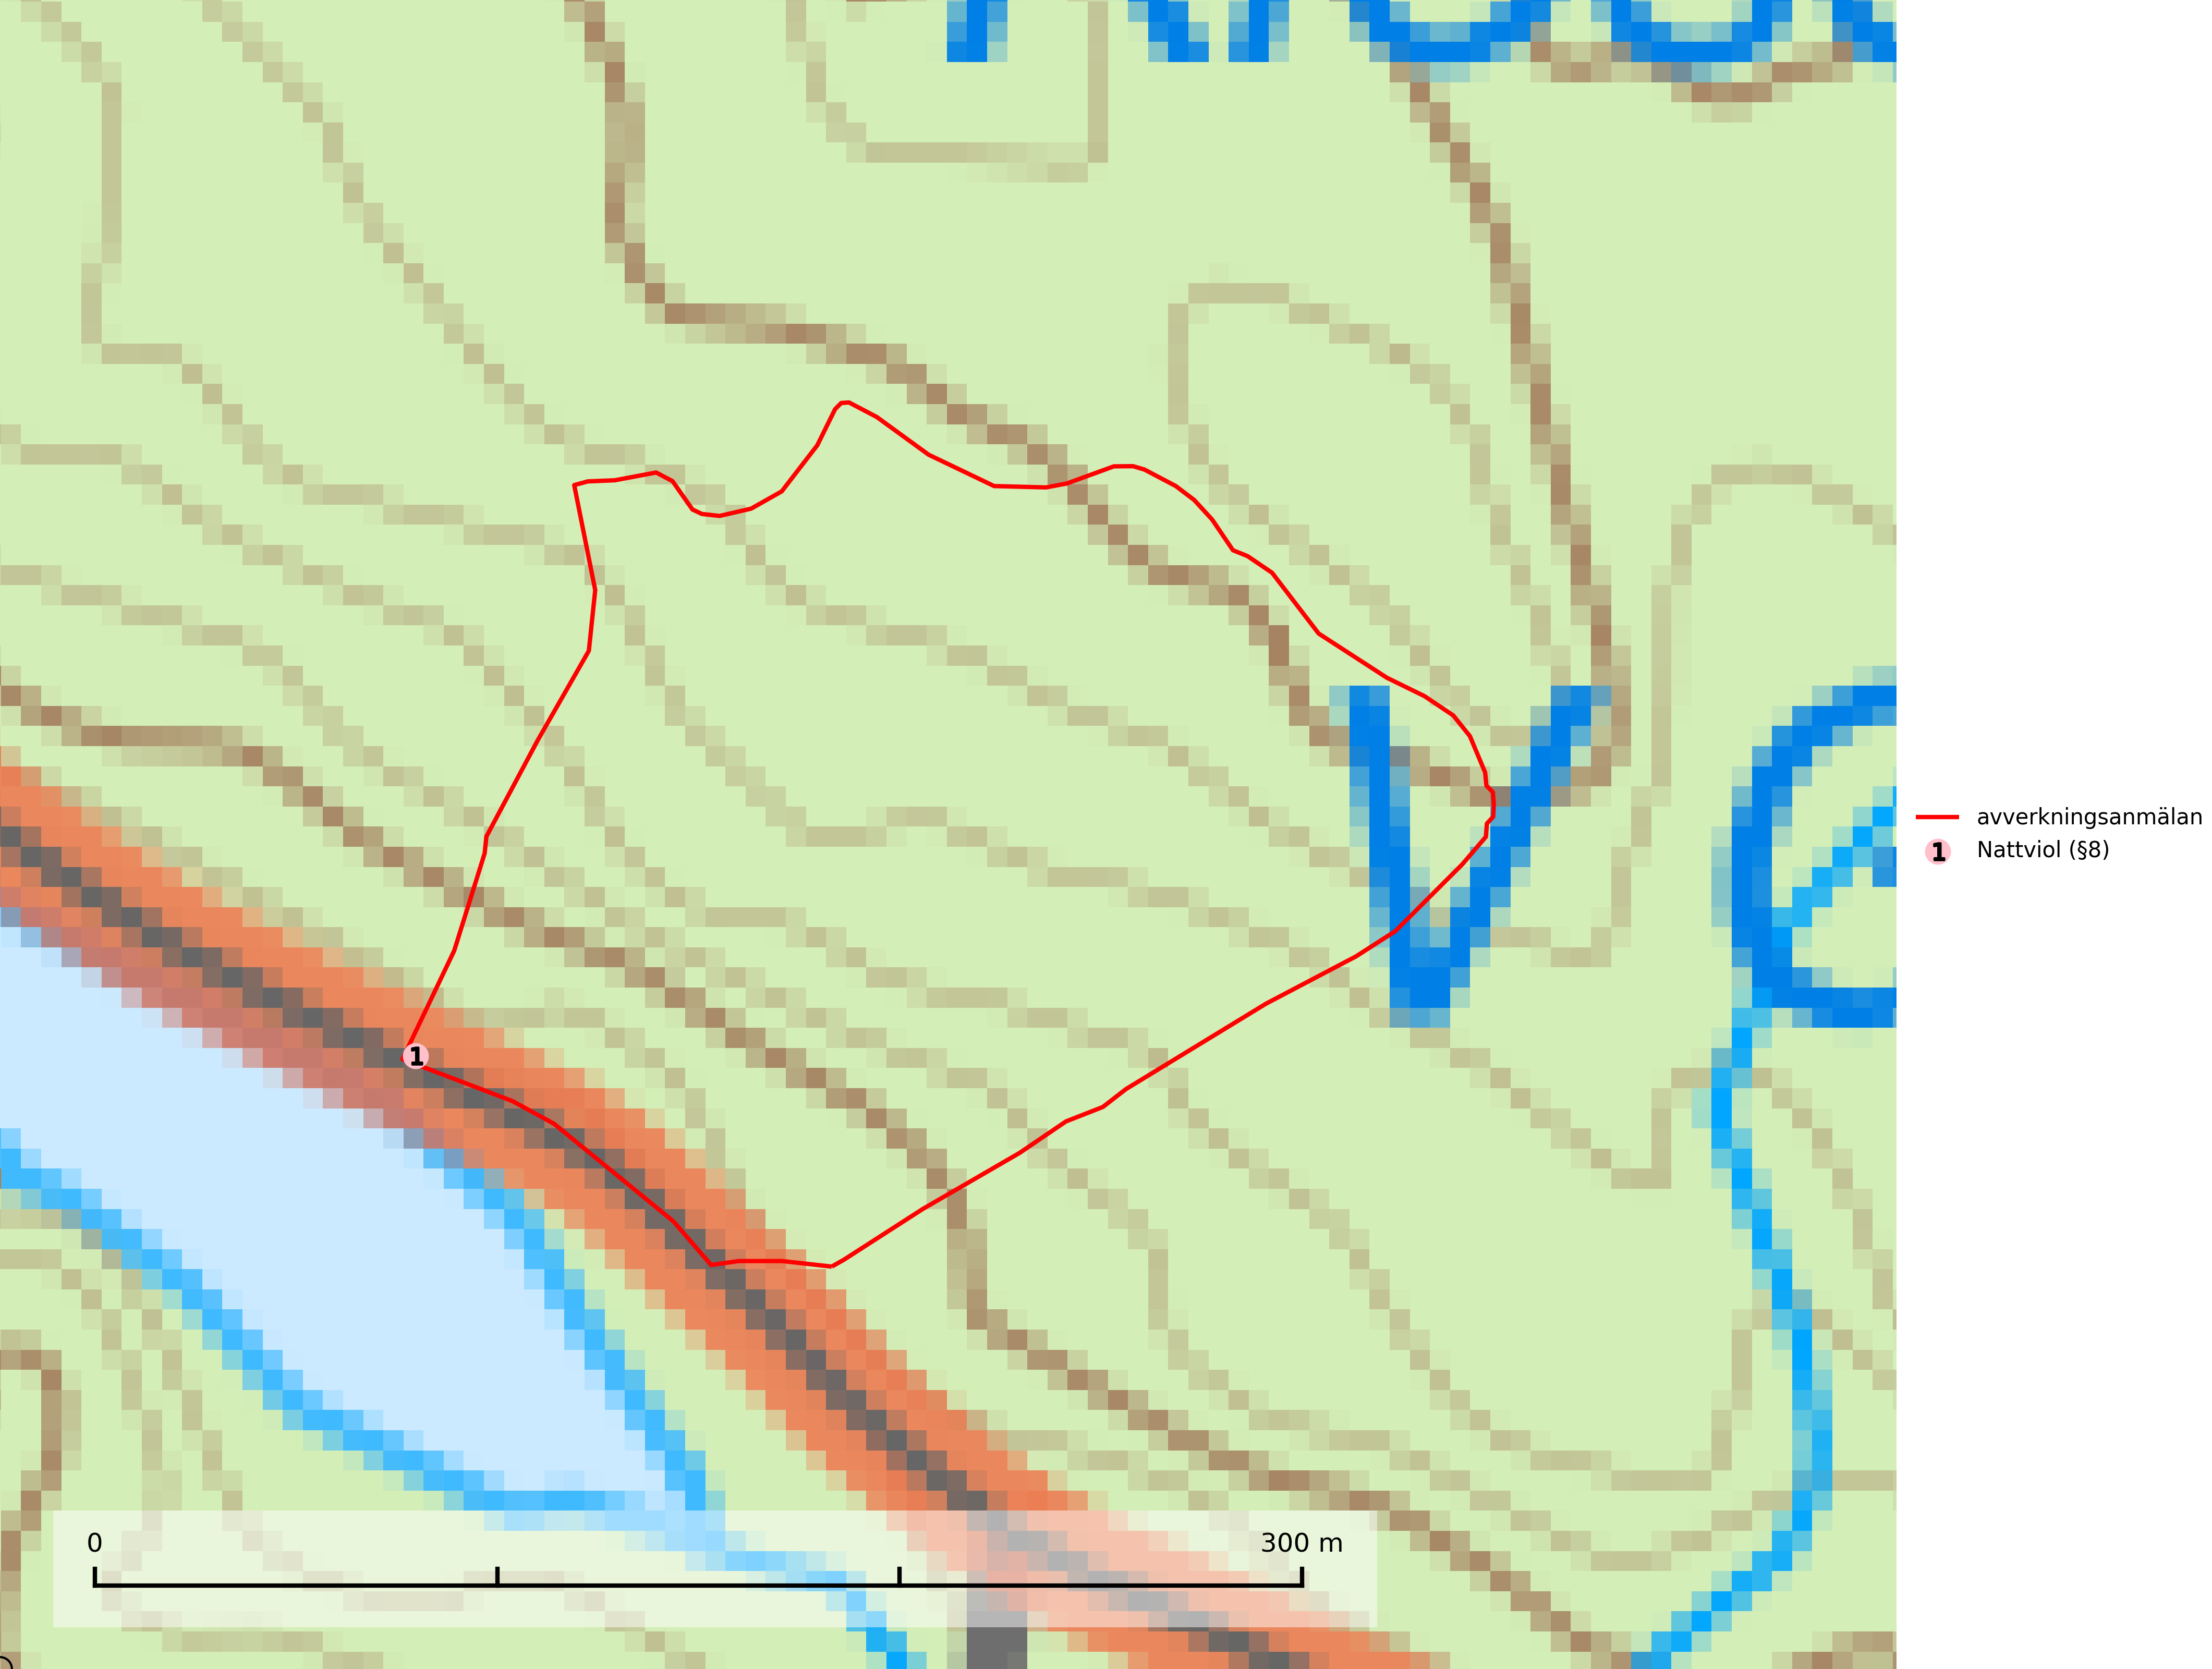 avverkningsanmälan
1 Nattviol (§8)
1
0 300 m